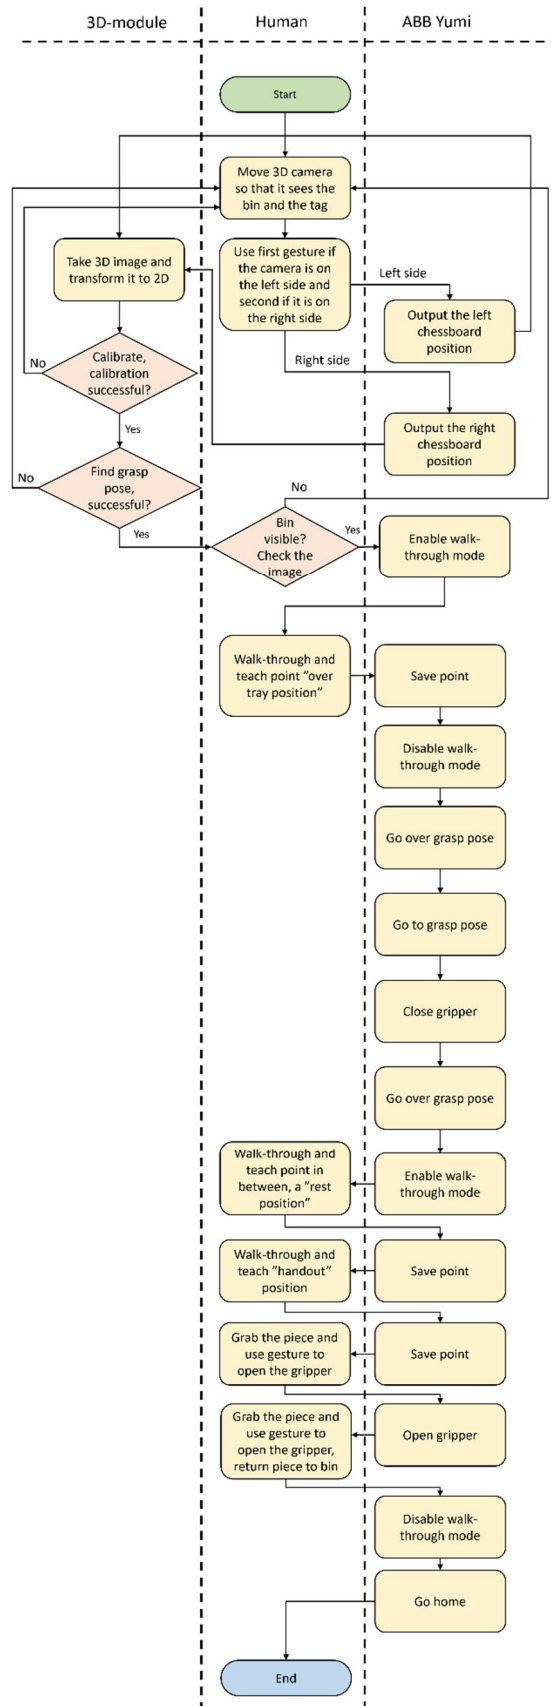 3D-module
Human
ABB Yumi
Start
Move 3D camera
so that it sees the
bin and the tag
Take 3D image and
transform it to 2D
Use first gesture if
the camera is on
the left side and
second if it is on
the right side
Left side
Output the left
chessboard
position
Right side
No
Calibrate,
calibration
successful?
Yes
Output the right
chessboard
position
No
Find grasp
pose,
successful?
Yes
No
Bin
visible?
Check the
image
Yes
Enable walk-
through mode
Walk-through and
teach point "over
tray position"
Save point
Disable walk-
through mode
Go over grasp pose
Go to grasp pose
Close gripper
Go over grasp pose
Walk-through and
teach point in
between, a "rest
position"
Enable walk-
through mode
Walk-through and
teach "handout"
position
Save point
Grab the piece and
use gesture to
open the gripper
Save point
Grab the piece and
use gesture to
open the gripper,
return piece to bin
Open gripper
Disable walk-
through mode
Go home
End